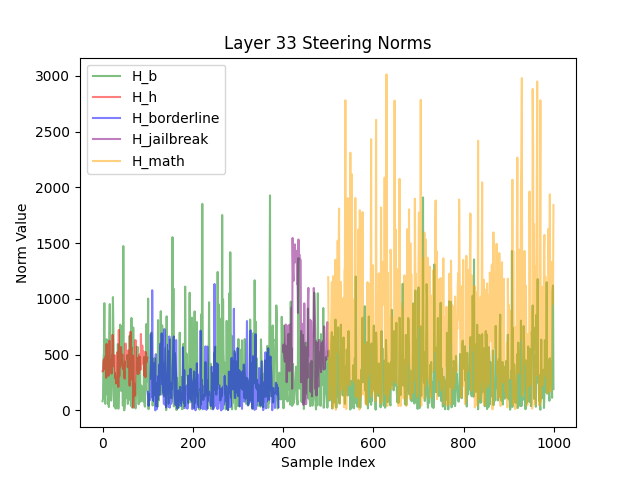 Layer 33 Steering Norms
H_b
H_h
H_borderline
H_jailbreak
H_math
Norm Value
3000
2500
2000
1500
1000
500
0
0 200 400 600 800 1000
Sample Index